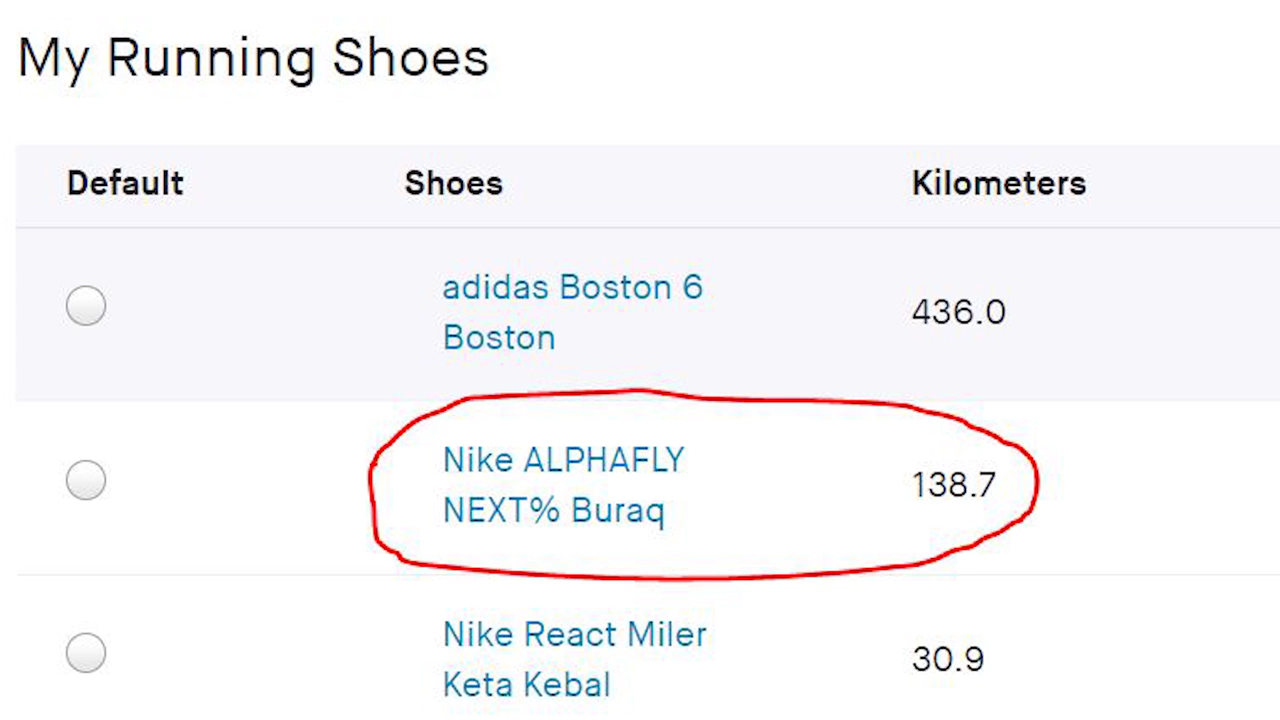 My Running Shoes
Default Shoes Kilometers
adidas Boston 6
Boston
436.0
Nike ALPHAFLY
NEXT% Buraq
138.7
Nike React Miler
Keta Kebal
30.9